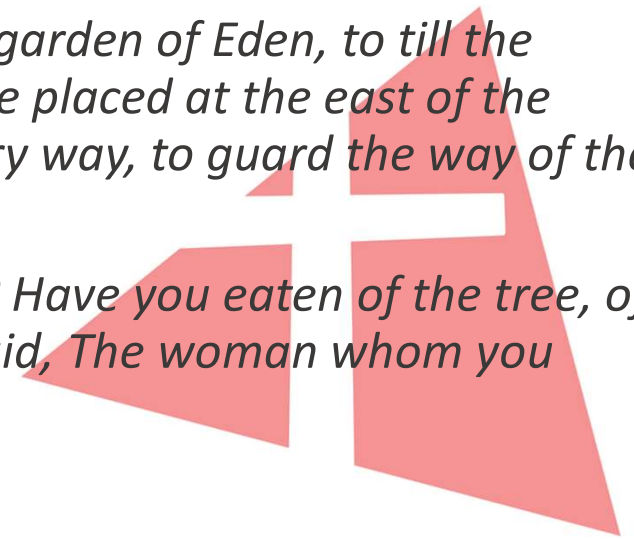 garden of Eden, to till the
e placed at the east of the
ry way, to guard the way of the
Have you eaten of the tree, of
id, The woman whom you